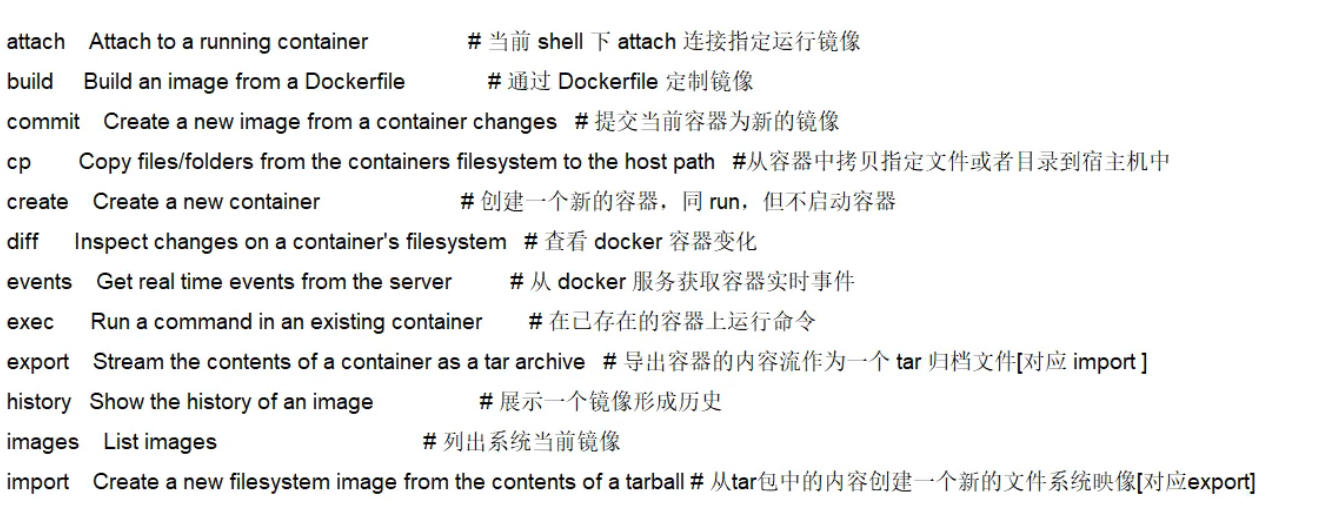 attach Attach to a running container # 当前 shell 下 attach 连接指定运行镜像
build Build an image from a Dockerfile # 通过 Dockerfile 定制镜像
commit Create a new image from a container changes # 提交当前容器为新的镜像
cp Copy files/folders from the containers filesystem to the host path #从容器中拷贝指定文件或者目录到宿主机中
create Create a new container # 创建一个新的容器，同 run，但不启动容器
diff Inspect changes on a container's filesystem # 查看 docker 容器变化
events Get real time events from the server # 从 docker 服务获取容器实时事件
exec Run a command in an existing container # 在已存在的容器上运行命令
export Stream the contents of a container as a tar archive # 导出容器的内容流作为一个 tar 归档文件[对应 import ]
history Show the history of an image # 展示一个镜像形成历史
images List images # 列出系统当前镜像
import Create a new filesystem image from the contents of a tarball # 从tar包中的内容创建一个新的文件系统映像[对应export]